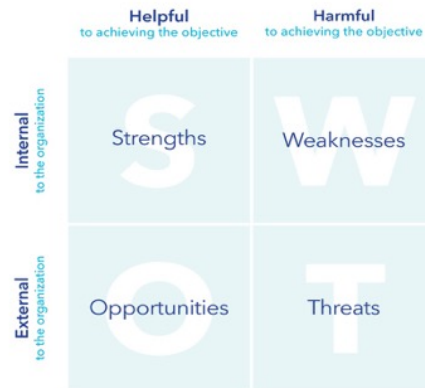 Helpful
to achieving the objective
Harmful
to achieving the objective
Internal
to the organization
S
Strengths
W
Weaknesses
External
to the organization
O
Opportunities
T
Threats